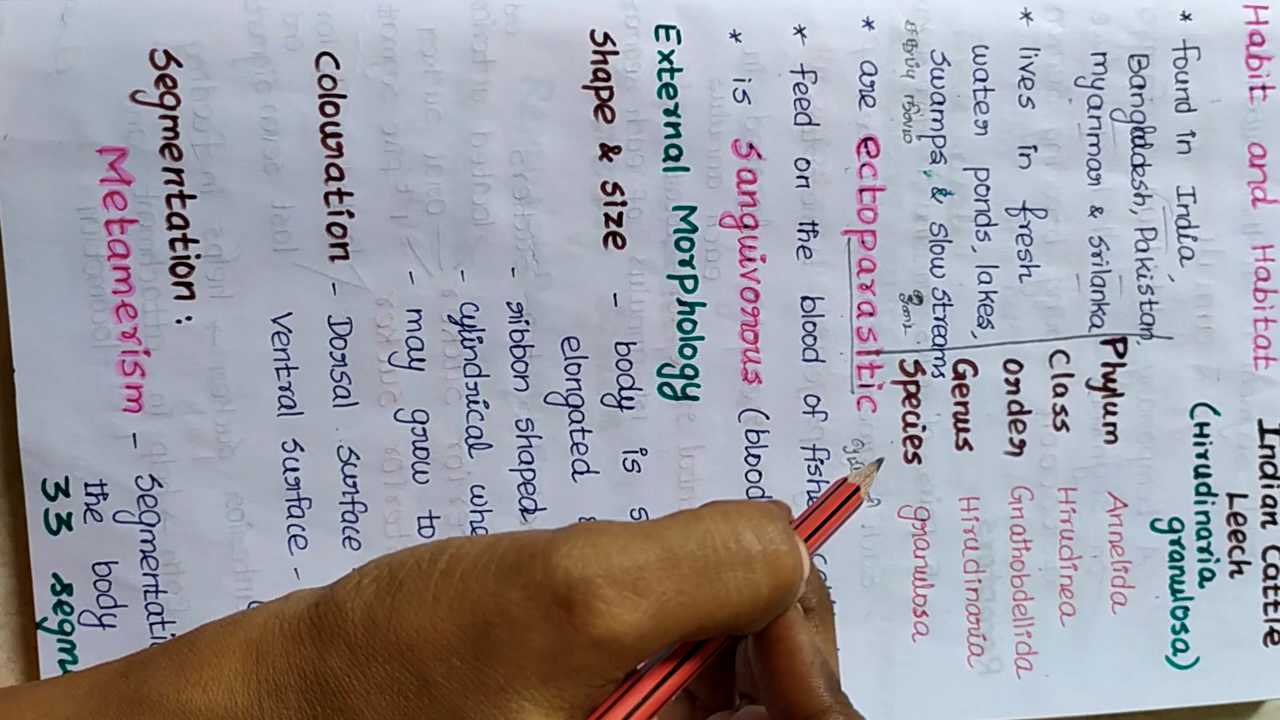 Indian Cattle
Leech
(Hirudinaria
granulosa)
Habit and Habitat
* found in India,
Bangladesh, Pakistan,
myanmar & srilanka
* lives in fresh
water ponds, lakes,
swamps, & slow streams
Phylum Annelida
Class Hirudinea
Order Gnathobdellida
Genus Hirudinaria
Species granulosa
* are ectoparasitic
* feed on the blood of
* is Sanguivorous (blood
External Morphology
Shape & size - body is
elongated
- ribbon shaped
- cylindrical
- may grow to
Colouration - Dorsal surface
Ventral surface -
Segmentation :
Metamerism -
the body
33